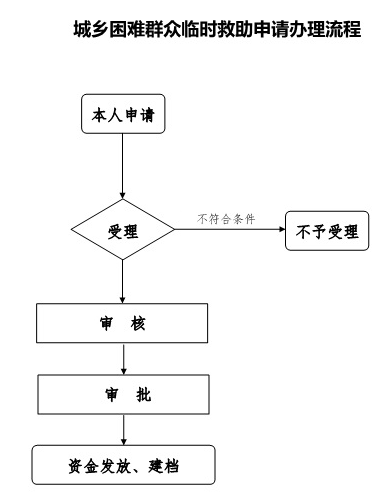 城乡困难群众临时救助申请办理流程
本人申请
受理
不符合条件
不予受理
审 核
审 批
资金发放、建档